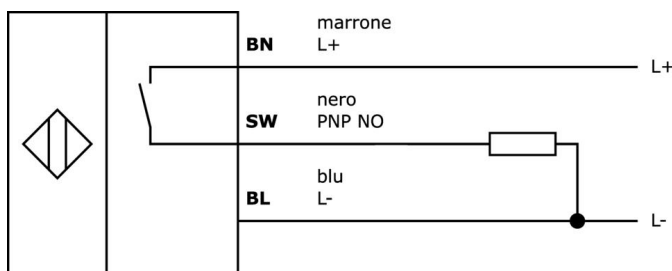 marrone
BN L+
L+
nero
SW PNP NO
blu
BL L-
L-